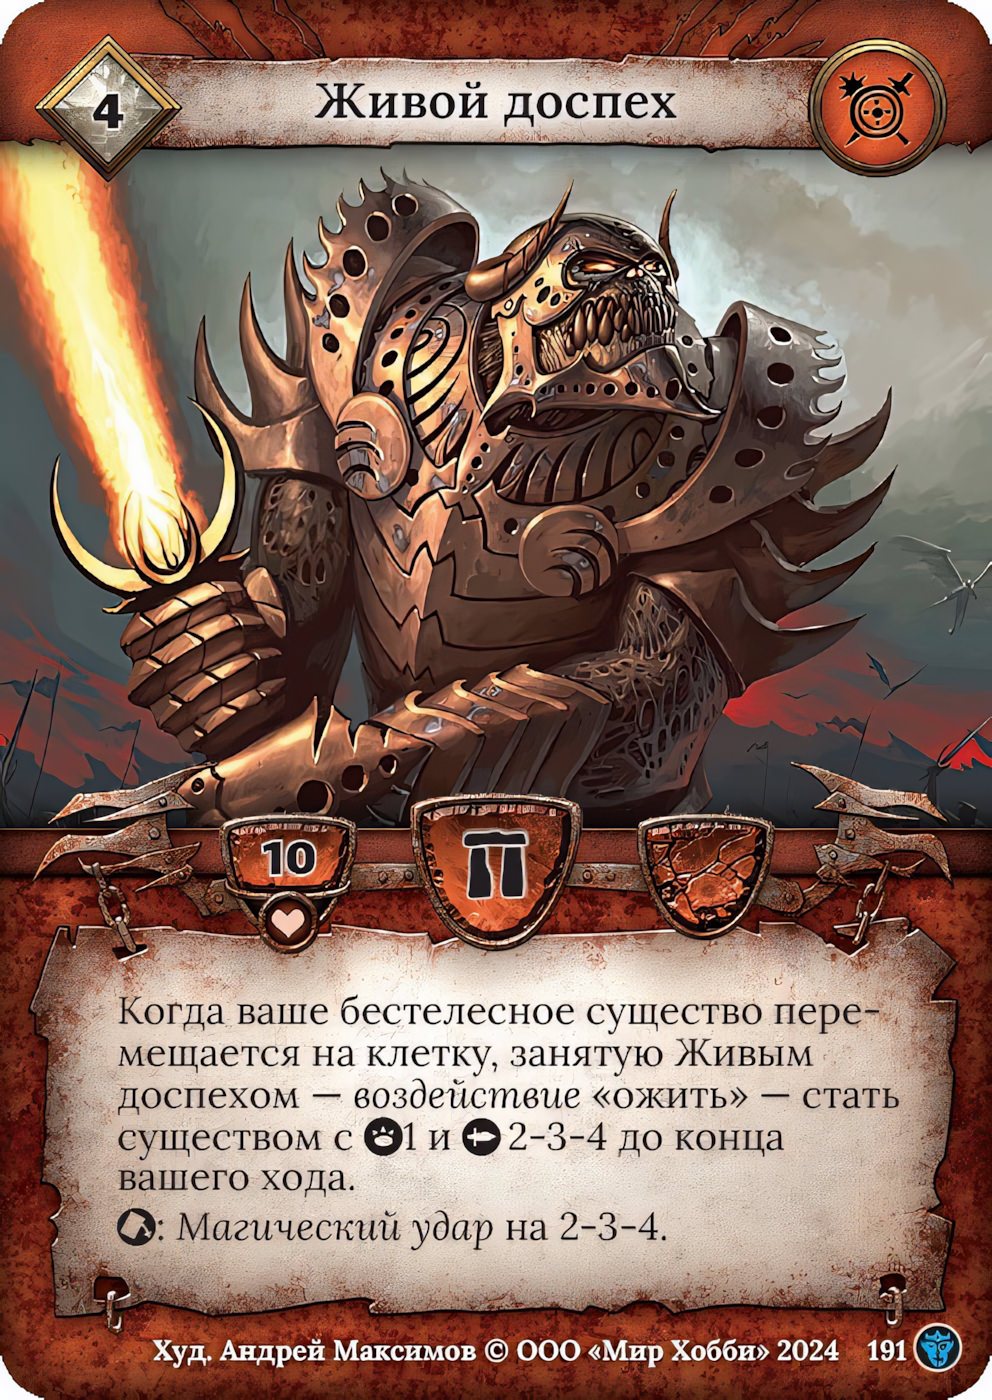 4
Живой доспех
10
Когда ваше бестелесное существо пере-
мещается на клетку, занятую Живым
доспехом — воздействие «ожить» — стать
существом с 1 и 2-3-4 до конца
вашего хода.
: Магический удар на 2-3-4.
Худ. Андрей Максимов © ООО «Мир Хобби» 2024 191